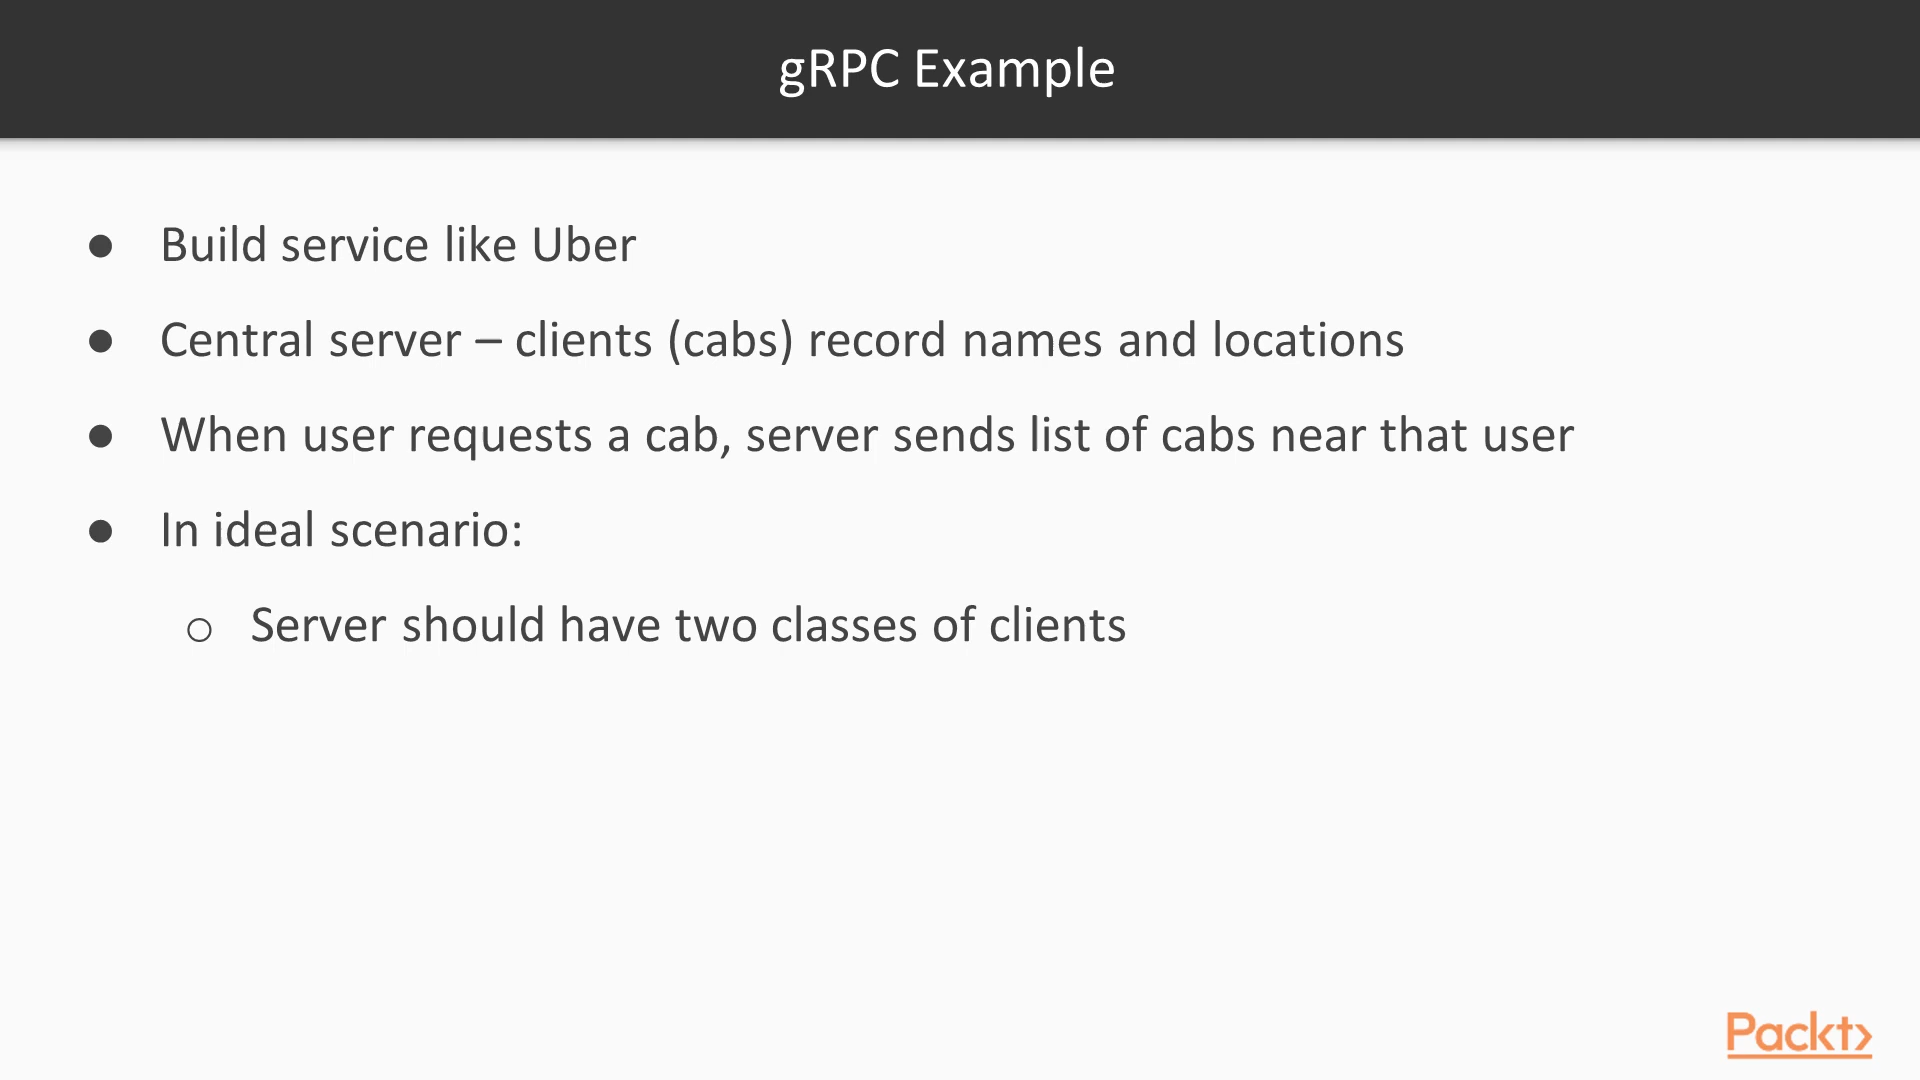 gRPC Example
● Build service like Uber
● Central server – clients (cabs) record names and locations
● When user requests a cab, server sends list of cabs near that user
● In ideal scenario:
○ Server should have two classes of clients
Packt>